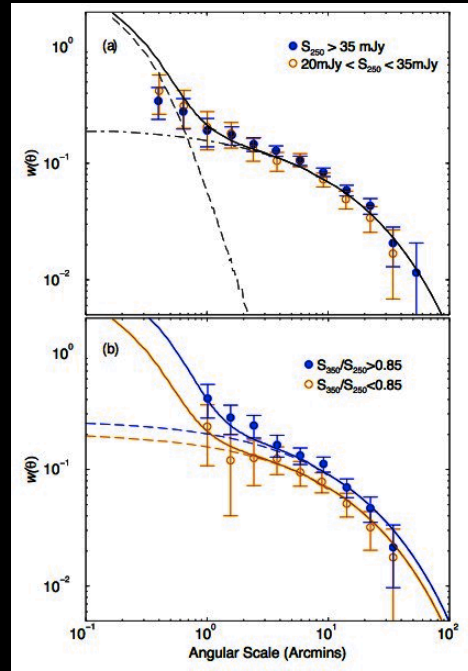 (a)
S₂₅₀ > 35 mJy
20mJy < S₂₅₀ < 35mJy
10⁰
10⁻¹
10⁻²
w(θ)
(b)
S₃₅₀/S₂₅₀>0.85
S₃₅₀/S₂₅₀<0.85
10⁰
10⁻¹
10⁻²
w(θ)
10⁻¹ 10⁰ 10¹ 10²
Angular Scale (Arcmins)